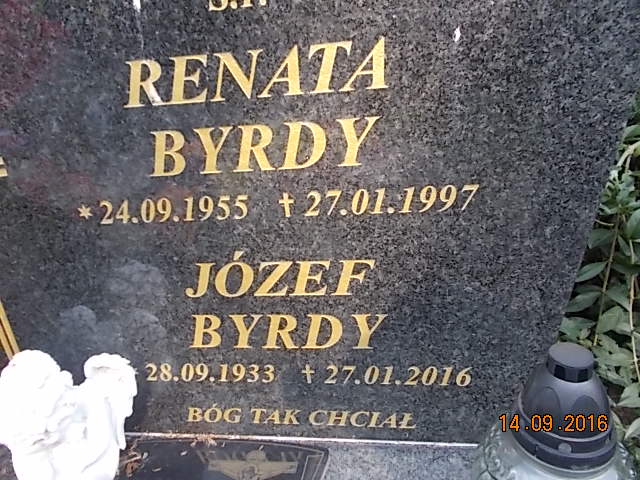 Ś.P.
RENATA
BYRDY
* 24.09.1955 † 27.01.1997
JÓZEF
BYRDY
* 28.09.1933 † 27.01.2016
BÓG TAK CHCIAŁ
14.09.2016